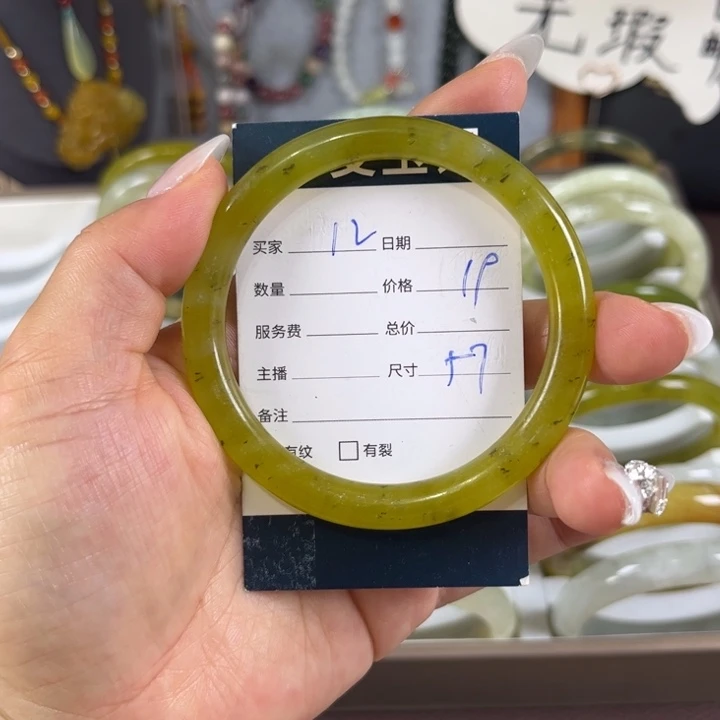 无瑕
买家 12 日期
数量 价格 19
服务费 总价
主播 尺寸 57
备注
有纹 有裂